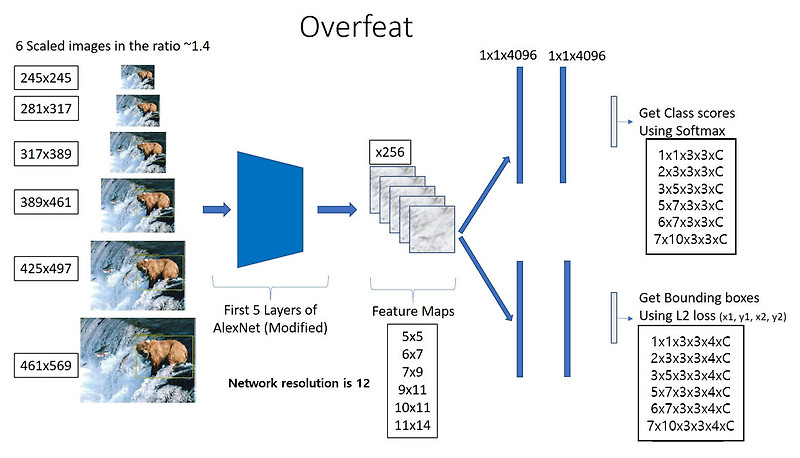 Overfeat
6 Scaled images in the ratio ~1.4
245x245
281x317
317x389
389x461
425x497
461x569
First 5 Layers of
AlexNet (Modified)
Network resolution is 12
x256
Feature Maps
5x5
6x7
7x9
9x11
10x11
11x14
1x1x4096 1x1x4096
Get Class scores
Using Softmax
1x1x3x3xC
2x3x3x3xC
3x5x3x3xC
5x7x3x3xC
6x7x3x3xC
7x10x3x3xC
Get Bounding boxes
Using L2 loss (x1, y1, x2, y2)
1x1x3x3x4xC
2x3x3x3x4xC
3x5x3x3x4xC
5x7x3x3x4xC
6x7x3x3x4xC
7x10x3x3x4xC